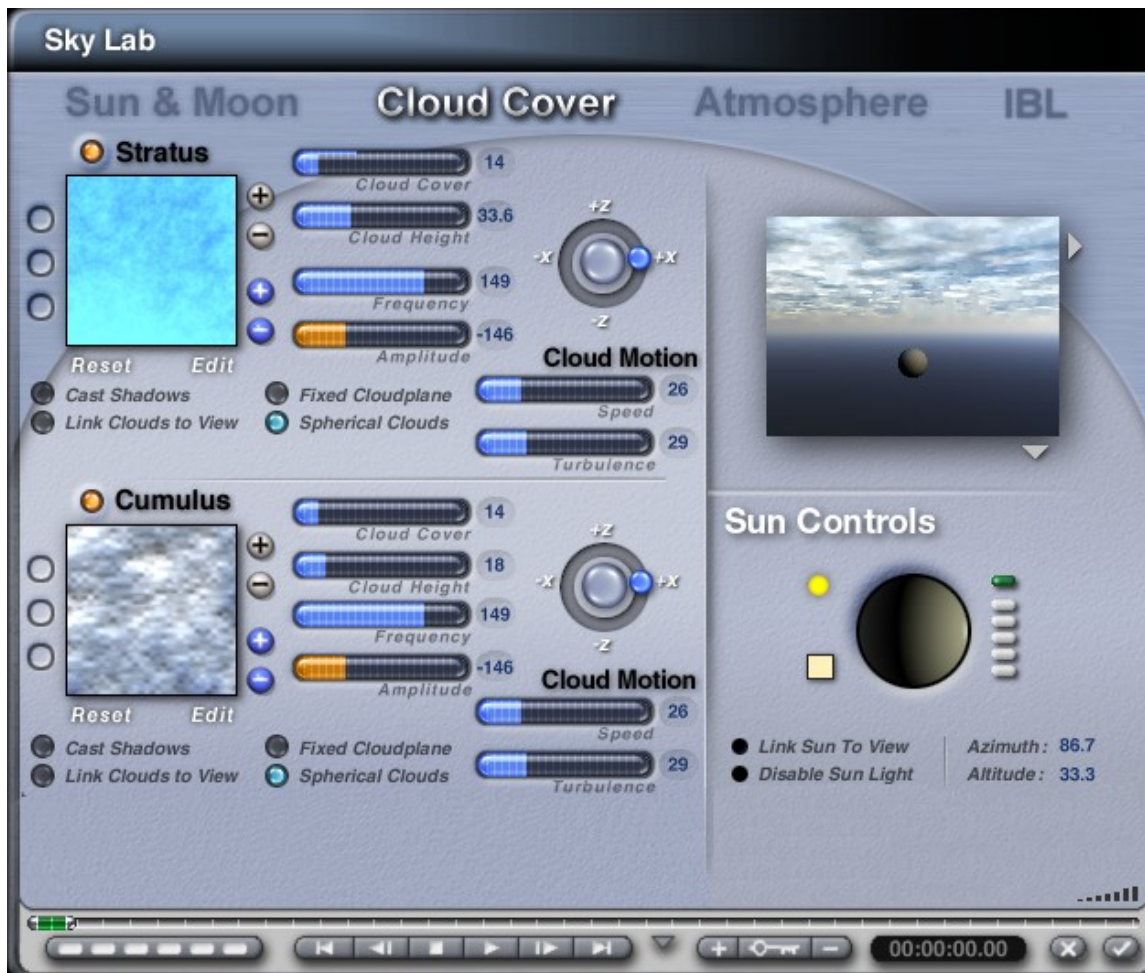 Sky Lab
Sun & Moon Cloud Cover Atmosphere IBL
Stratus
14
Cloud Cover
33.6
Cloud Height
149
Frequency
-146
Amplitude
+Z
-X +X
-Z
Reset Edit
Cast Shadows
Link Clouds to View
Fixed Cloudplane
Spherical Clouds
Cloud Motion
26
Speed
29
Turbulence
Cumulus
14
Cloud Cover
18
Cloud Height
149
Frequency
-146
Amplitude
+Z
-X +X
-Z
Reset Edit
Cast Shadows
Link Clouds to View
Fixed Cloudplane
Spherical Clouds
Cloud Motion
26
Speed
29
Turbulence
Sun Controls
Link Sun To View
Disable Sun Light
Azimuth: 86.7
Altitude: 33.3
00:00:00.00